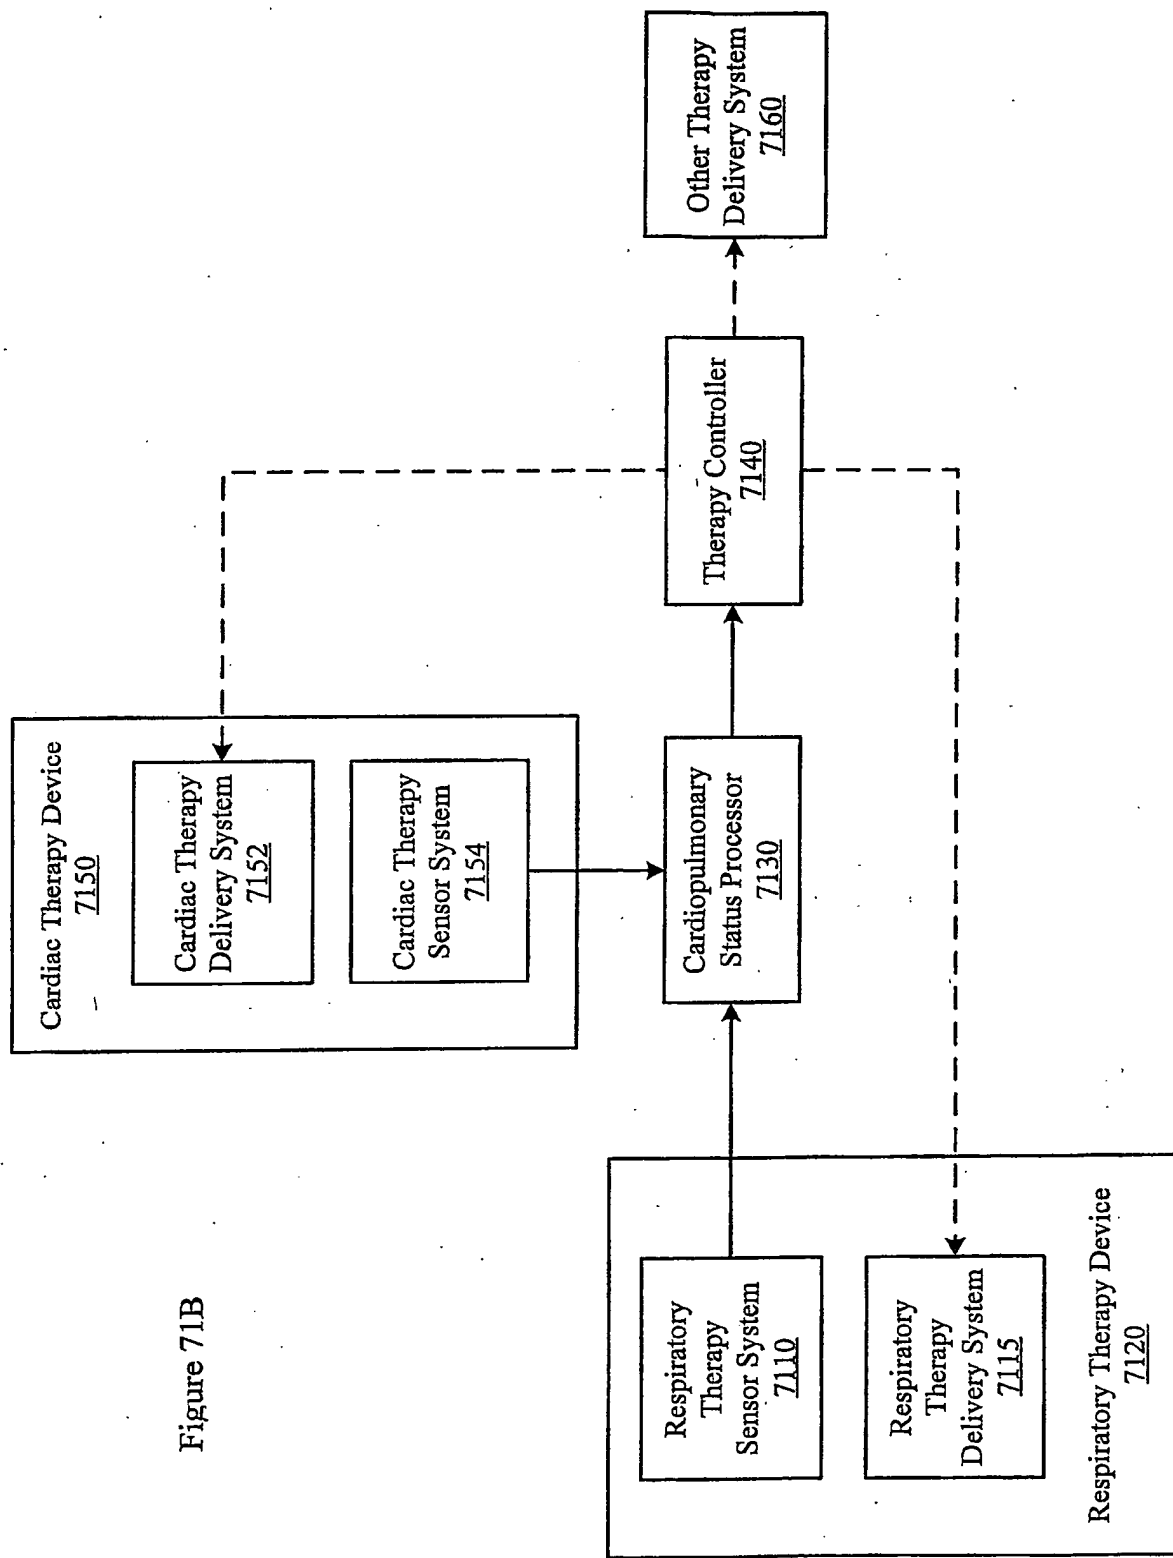 Figure 71B
Cardiac Therapy Device
7150
Cardiac Therapy
Delivery System
7152
Cardiac Therapy
Sensor System
7154
Respiratory
Therapy
Sensor System
7110
Respiratory
Therapy
Delivery System
7115
Respiratory Therapy Device
7120
Cardiopulmonary
Status Processor
7130
Therapy Controller
7140
Other Therapy
Delivery System
7160